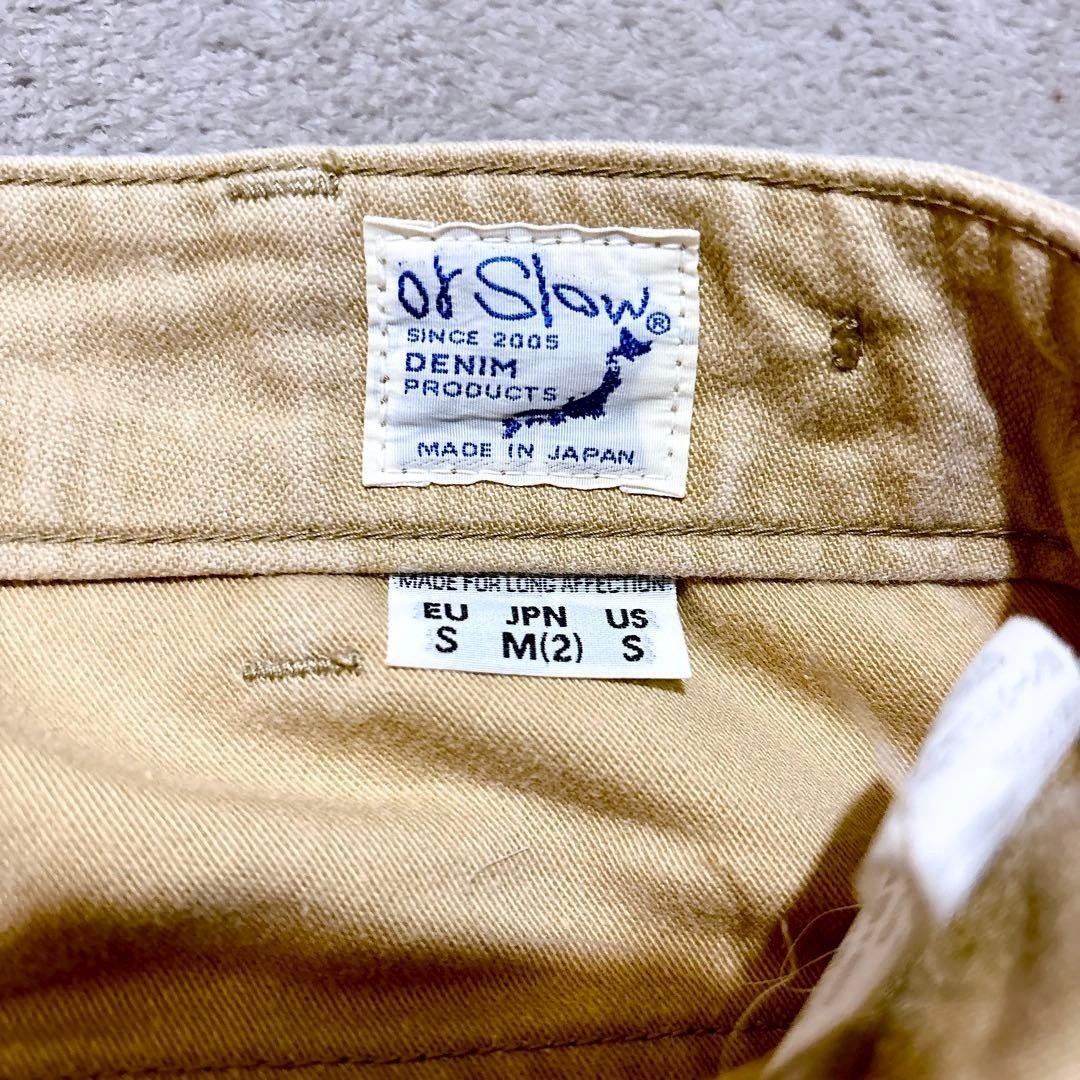 or Slow®
SINCE 2005
DENIM
PRODUCTS
MADE IN JAPAN
MADE FOR LONG AFFECTION
EU JPN US
S M(2) S